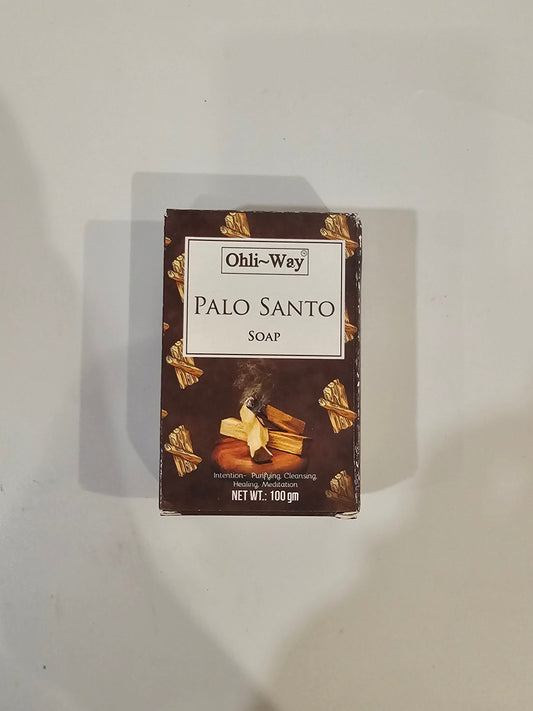 Ohli~Way
PALO SANTO
SOAP
Intention- Purifying, Cleansing,
Healing, Meditation
NET WT.: 100 gm